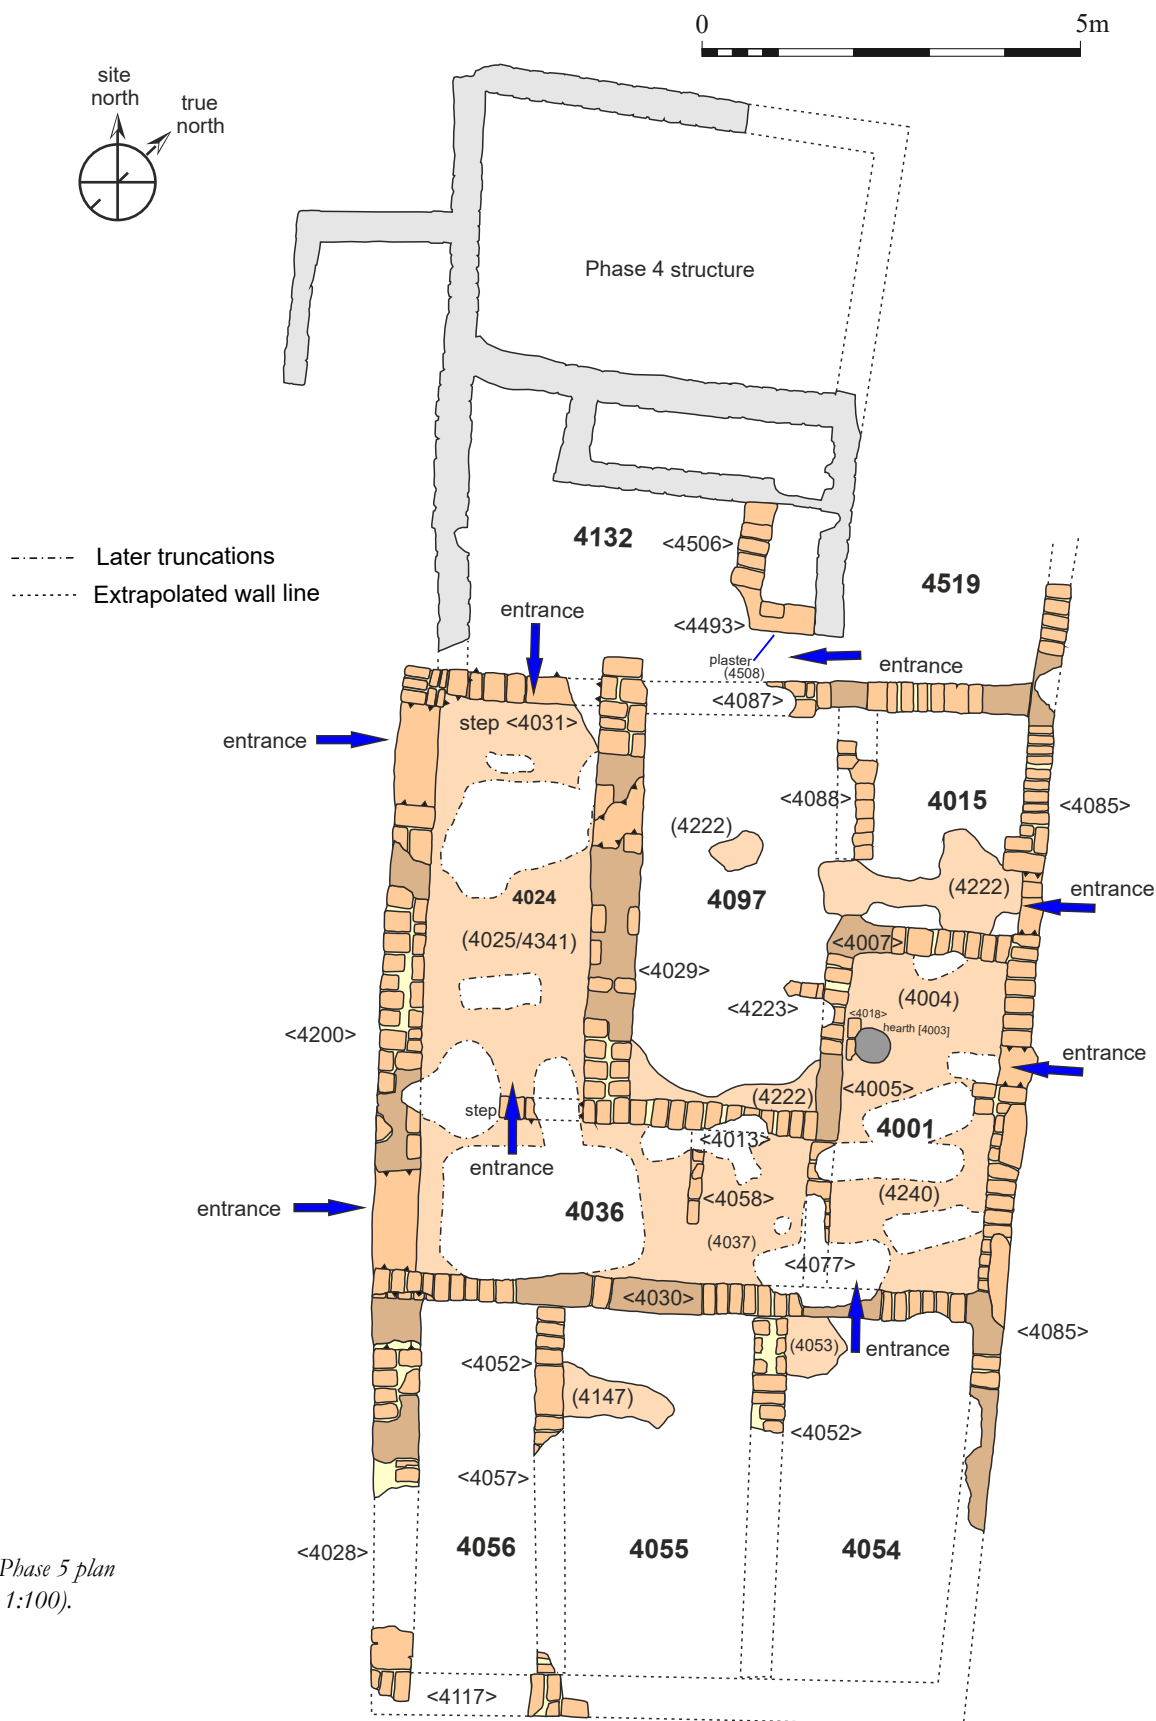 0 5m
site
north
true
north
Phase 4 structure
4132
<4506>
4519
Later truncations
Extrapolated wall line
entrance
<4493>
plaster
(4508)
entrance
<4087>
step <4031>
entrance
<4088>
4015
<4085>
(4222)
4024
4097
(4222)
entrance
(4025/4341)
<4007>
<4029>
(4004)
<4223>
<4018>
hearth [4003]
<4200>
entrance
<4005>
(4222)
step
4001
<4013>
entrance
<4058>
(4240)
entrance
4036
(4037)
<4077>
<4030>
<4085>
(4053)
entrance
<4052>
(4147)
<4052>
<4057>
4056
4055
4054
<4028>
Phase 5 plan
1:100).
<4117>